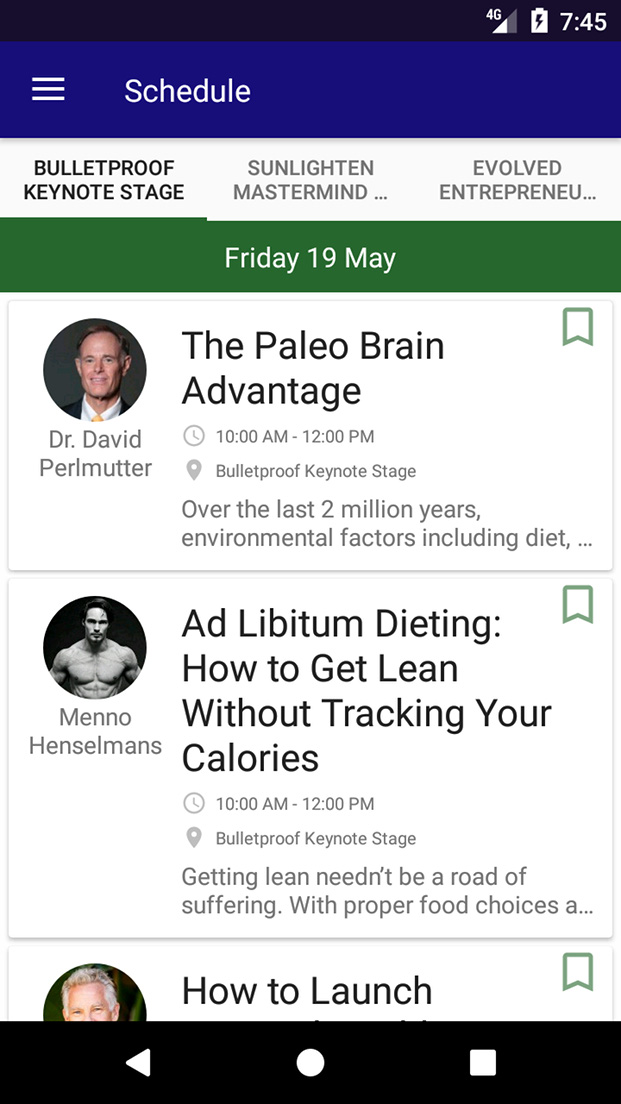 4G 7:45
Schedule
BULLETPROOF
KEYNOTE STAGE
SUNLIGHTEN
MASTERMIND ...
EVOLVED
ENTREPRENEU...
Friday 19 May
The Paleo Brain
Advantage
Dr. David
Perlmutter
10:00 AM - 12:00 PM
Bulletproof Keynote Stage
Over the last 2 million years,
environmental factors including diet, ...
Ad Libitum Dieting:
How to Get Lean
Without Tracking Your
Calories
Menno
Henselmans
10:00 AM - 12:00 PM
Bulletproof Keynote Stage
Getting lean needn’t be a road of
suffering. With proper food choices a...
How to Launch